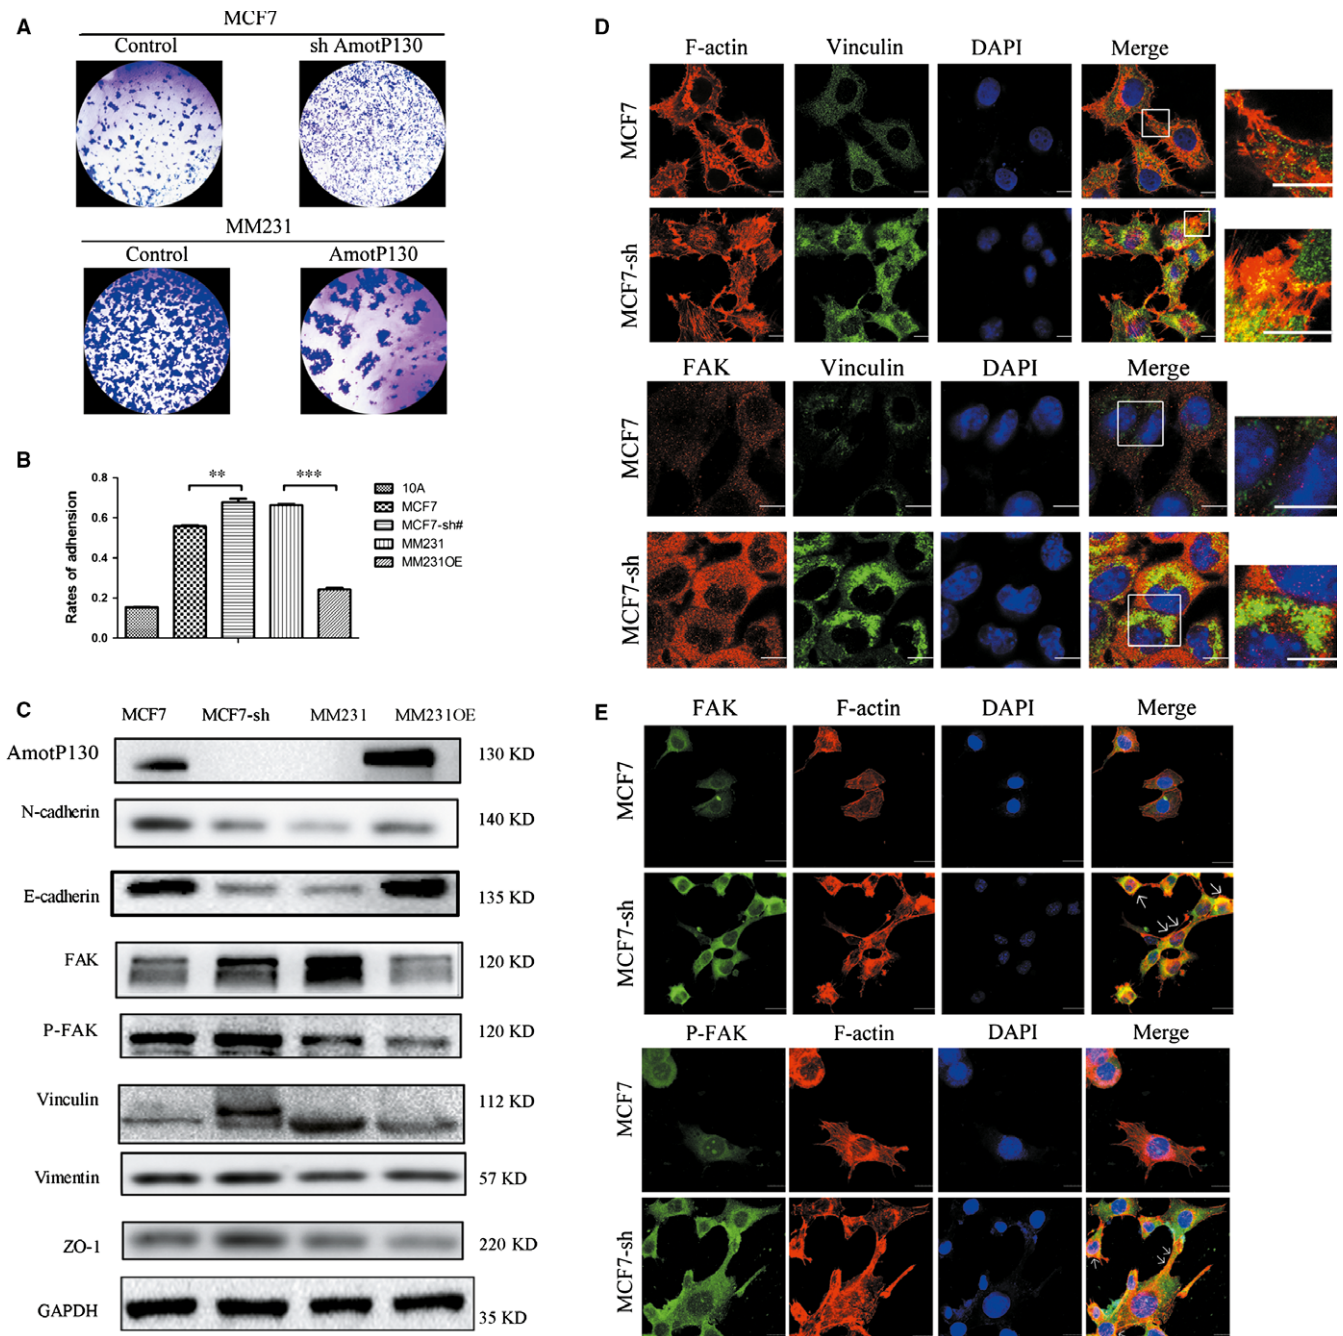 A
MCF7
Control
sh AmotP130
MM231
Control
AmotP130
B
Rates of adhension
0.8
0.6
0.4
0.2
0.0
**
***
10A
MCF7
MCF7-sh#
MM231
MM231OE
C
MCF7
MCF7-sh
MM231
MM231OE
AmotP130
130 KD
N-cadherin
140 KD
E-cadherin
135 KD
FAK
120 KD
P-FAK
120 KD
Vinculin
112 KD
Vimentin
57 KD
ZO-1
220 KD
GAPDH
35 KD
D
F-actin
Vinculin
DAPI
Merge
MCF7
MCF7-sh
FAK
Vinculin
DAPI
Merge
MCF7
MCF7-sh
E
FAK
F-actin
DAPI
Merge
MCF7
MCF7-sh
P-FAK
F-actin
DAPI
Merge
MCF7
MCF7-sh